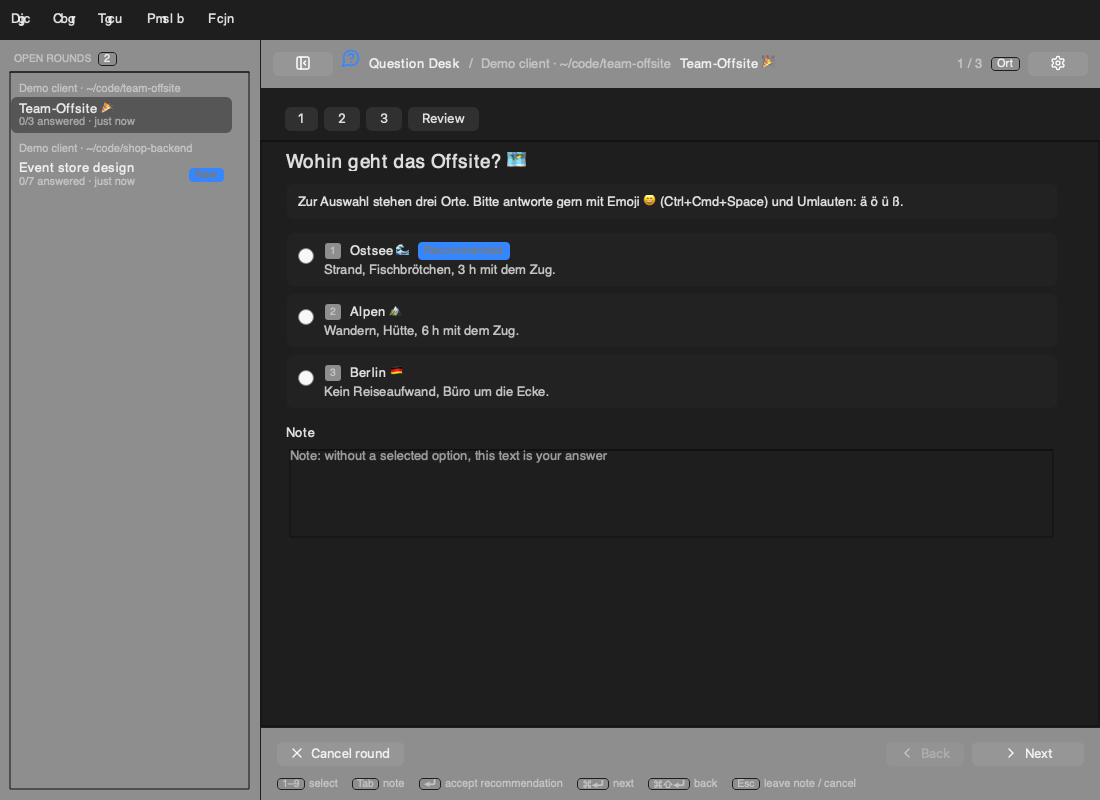 OPEN ROUNDS 2
Demo client · ~/code/team-offsite
Team-Offsite 🎉
0/3 answered · just now
Demo client · ~/code/shop-backend
Event store design
0/7 answered · just now
Question Desk / Demo client · ~/code/team-offsite Team-Offsite 🎉
1 / 3 Ort
1 2 3 Review
Wohin geht das Offsite? 🗺️
Zur Auswahl stehen drei Orte. Bitte antworte gern mit Emoji 😄 (Ctrl+Cmd+Space) und Umlauten: ä ö ü ß.
1 Ostsee 🌊 Recommended
Strand, Fischbrötchen, 3 h mit dem Zug.
2 Alpen 🏔️
Wandern, Hütte, 6 h mit dem Zug.
3 Berlin 🇩🇪
Kein Reiseaufwand, Büro um die Ecke.
Note
Note: without a selected option, this text is your answer
Cancel round
Back Next
1–9 select Tab note ↩ accept recommendation ⌘↩ next ⌘⇧↩ back Esc leave note / cancel